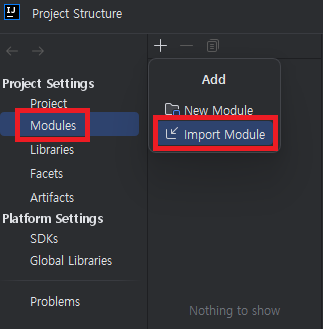 IJ
Project Structure
Project Settings
Project
Modules
Libraries
Facets
Artifacts
Platform Settings
SDKs
Global Libraries
Problems
Add
New Module
Import Module
Nothing to show